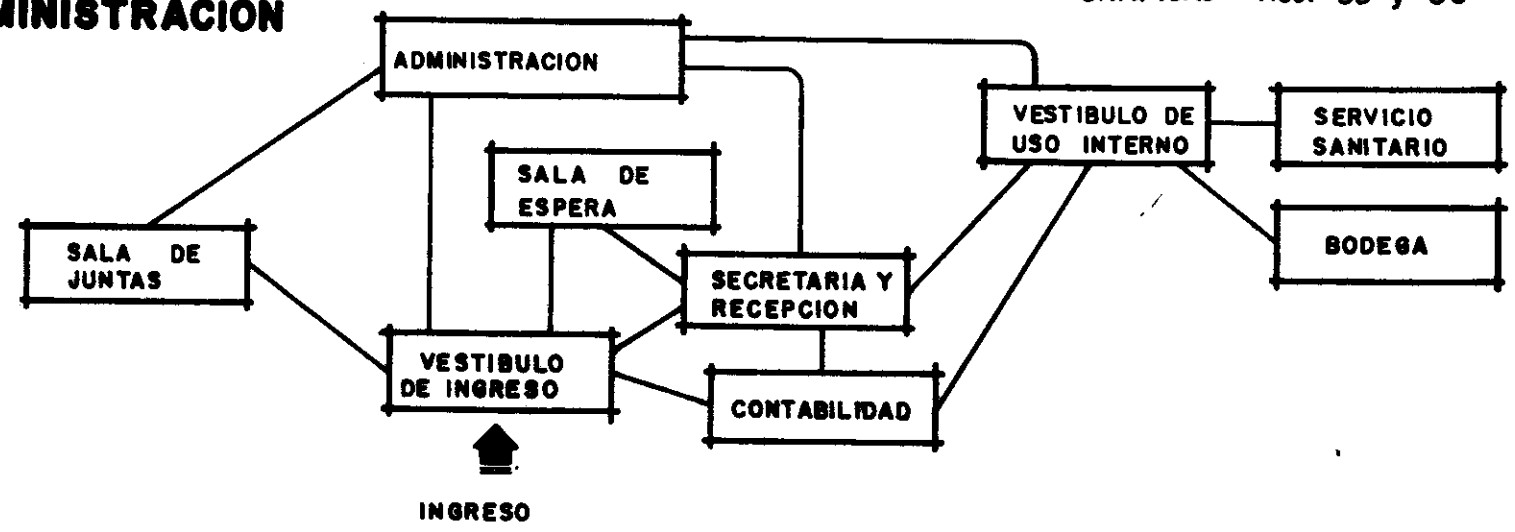 ADMINISTRACION
VESTIBULO DE
USO INTERNO
SERVICIO
SANITARIO
SALA DE
ESPERA
BODEGA
SALA DE
JUNTAS
SECRETARIA Y
RECEPCION
VESTIBULO
DE INGRESO
CONTABILIDAD
INGRESO